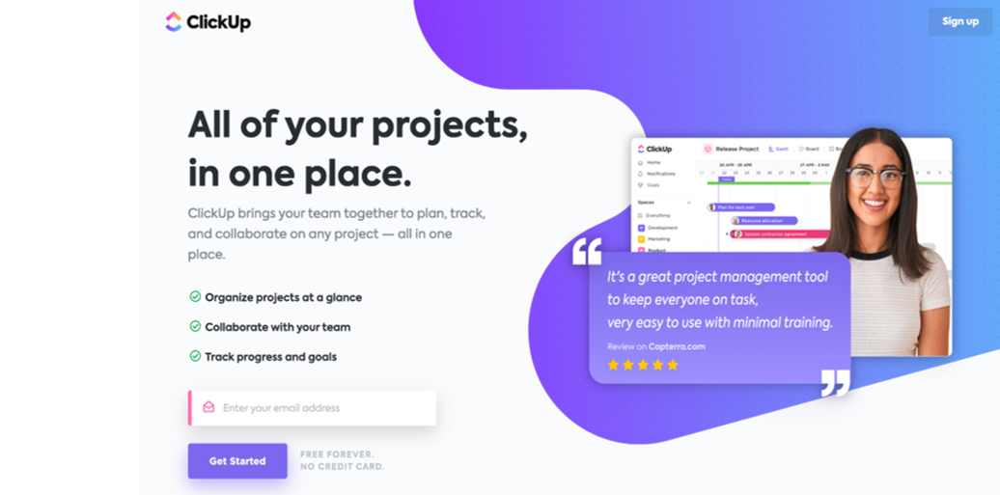 ClickUp
Sign up
All of your projects,
in one place.
ClickUp brings your team together to plan, track,
and collaborate on any project — all in one
place.
Organize projects at a glance
Collaborate with your team
Track progress and goals
Enter your email address
Get Started
FREE FOREVER.
NO CREDIT CARD.
ClickUp
Release Project
Gantt
Board
Home
Notifications
Goals
20 APR - 26 APR
27 APR - 3 MAY
Spaces
Everything
Development
Marketing
Product
Plan for next year
Resource allocation
Update contractor agreement
“
It's a great project management tool
to keep everyone on task,
very easy to use with minimal training.
Review on Capterra.com
”